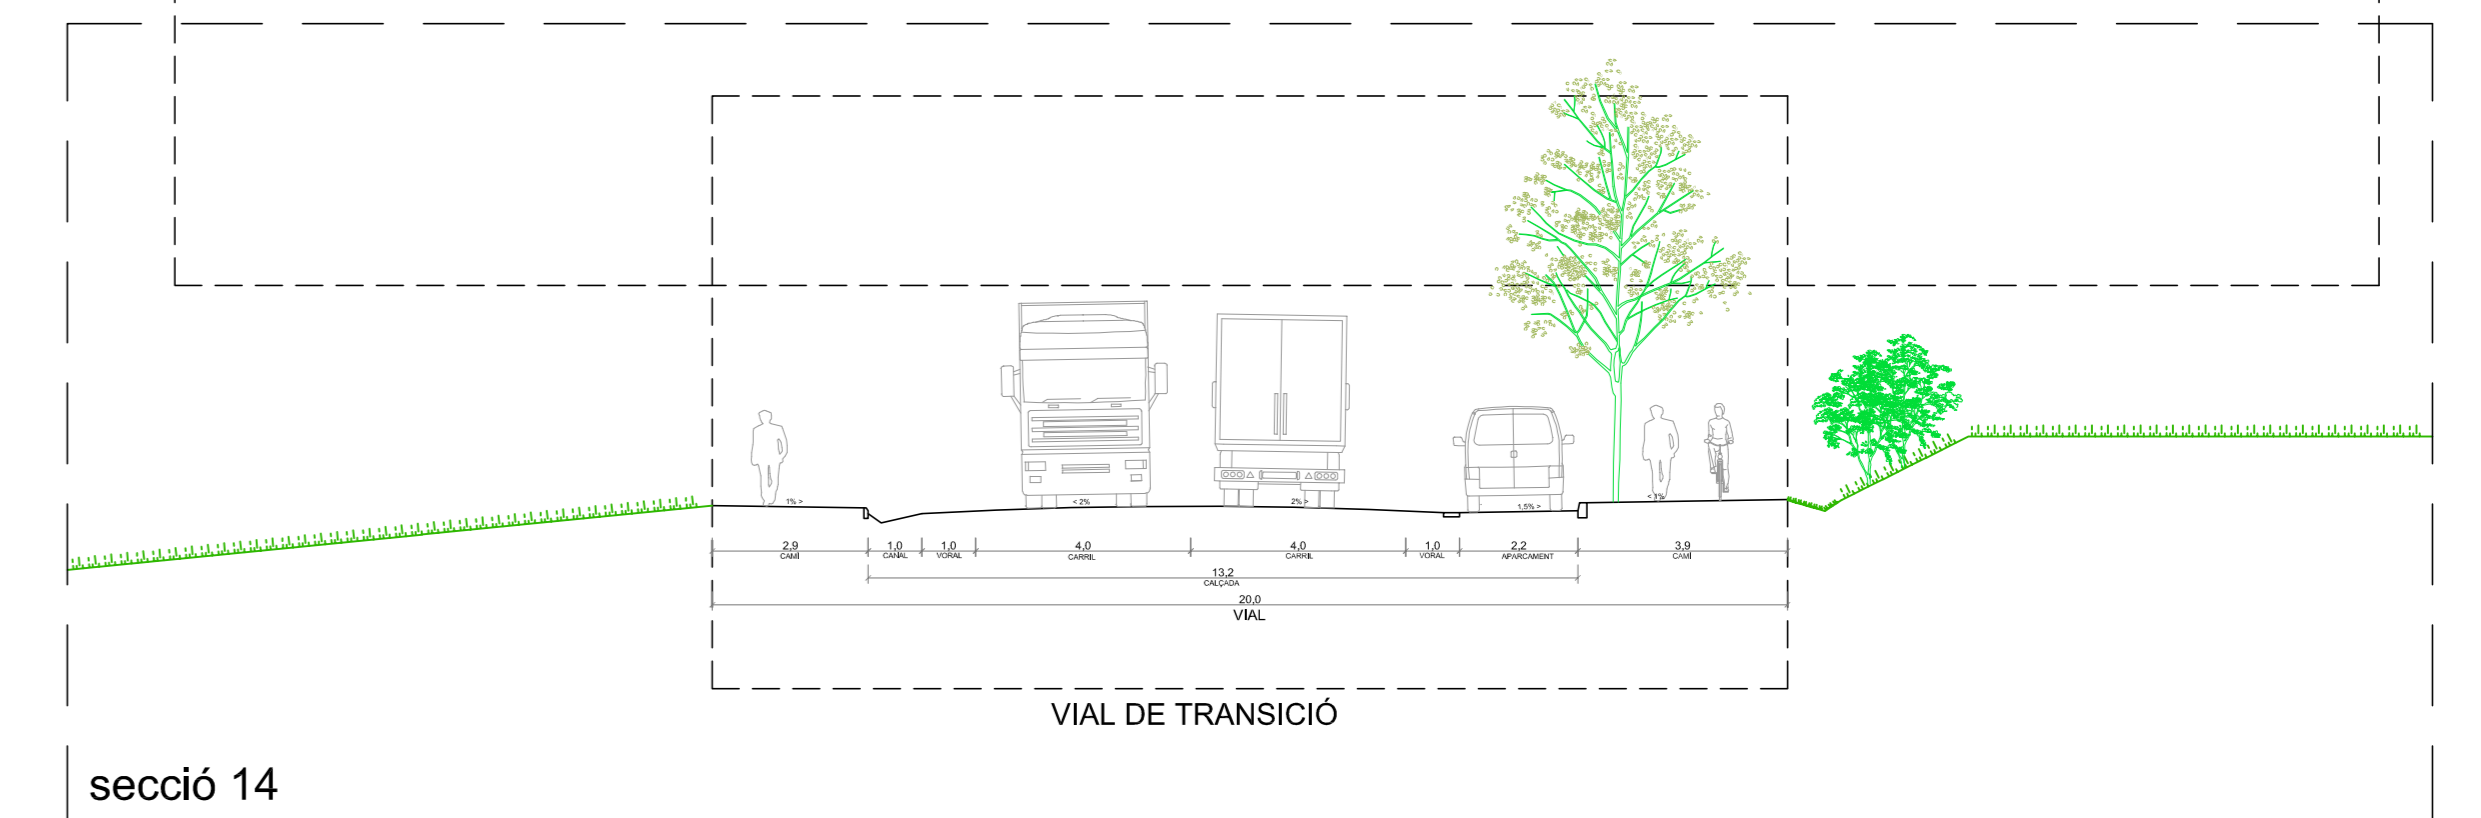 1% >
< 2%
2% >
1,5% >
< 1%
2,9
CAMÍ
1,0
CANAL
1,0
VORAL
4,0
CARRIL
4,0
CARRIL
1,0
VORAL
2,2
APARCAMENT
3,9
CAMÍ
13,2
CALÇADA
20,0
VIAL
VIAL DE TRANSICIÓ
secció 14